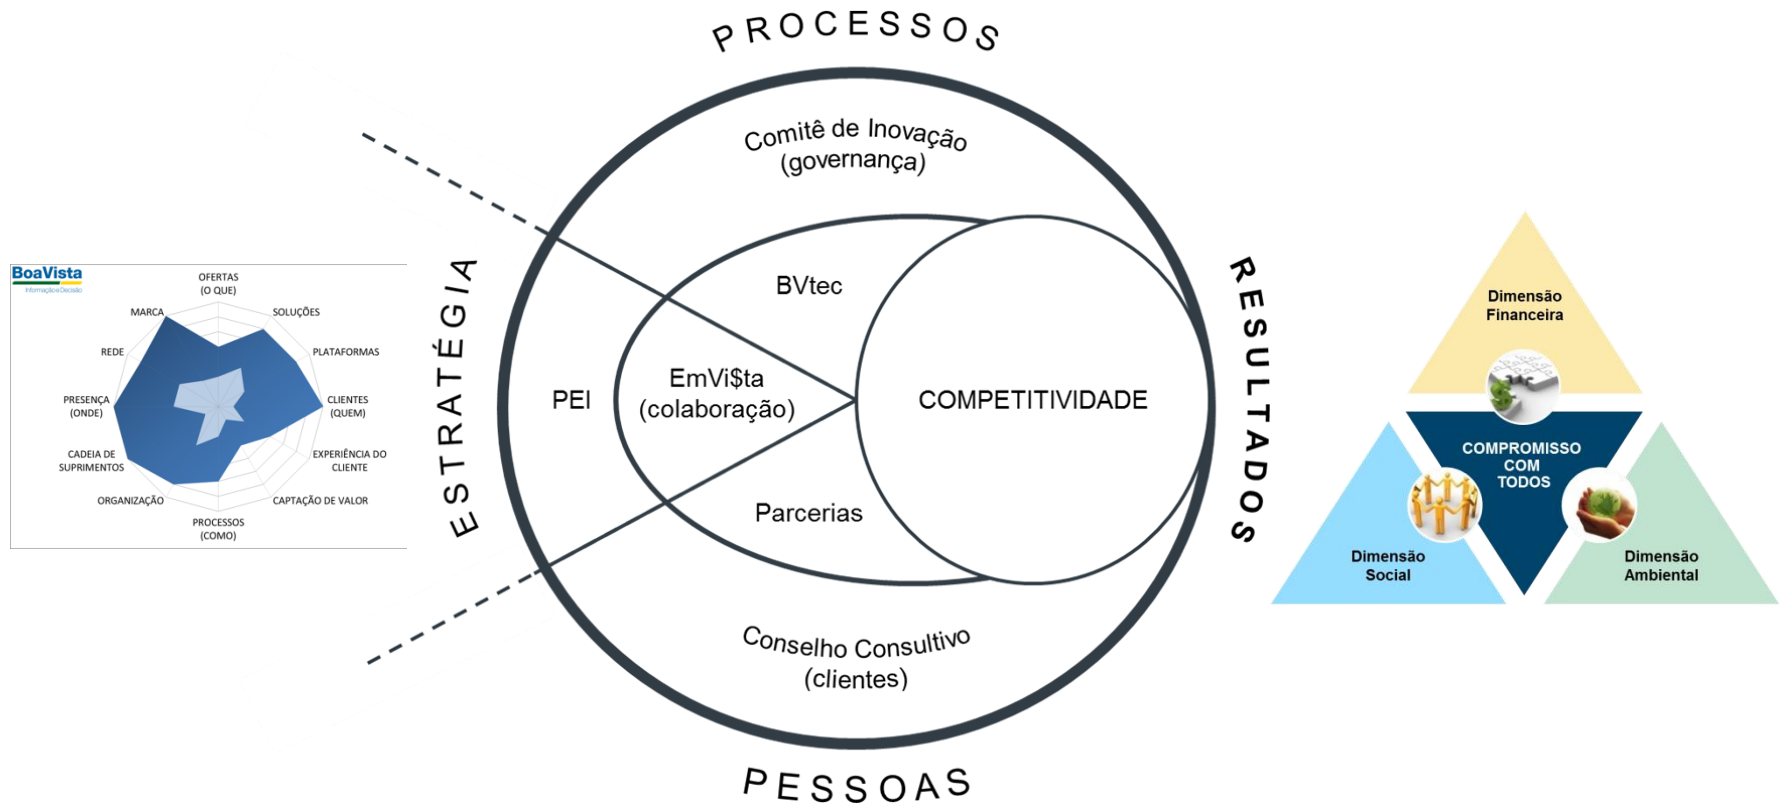 BoaVista
Informação e Decisão
OFERTAS
(O QUE)
SOLUÇÕES
PLATAFORMAS
CLIENTES
(QUEM)
EXPERIÊNCIA DO
CLIENTE
CAPTAÇÃO DE VALOR
PROCESSOS
(COMO)
ORGANIZAÇÃO
CADEIA DE
SUPRIMENTOS
PRESENÇA
(ONDE)
REDE
MARCA
ESTRATÉGIA
PROCESSOS
Comitê de Inovação
(governança)
BVtec
PEI
EmVi$ta
(colaboração)
COMPETITIVIDADE
Parcerias
Conselho Consultivo
(clientes)
PESSOAS
RESULTADOS
Dimensão
Financeira
COMPROMISSO
COM
TODOS
Dimensão
Social
Dimensão
Ambiental